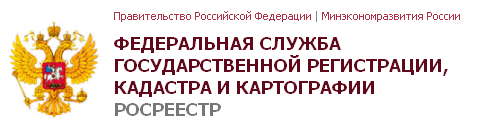 Правительство Российской Федерации | Минэкономразвития России
ФЕДЕРАЛЬНАЯ СЛУЖБА
ГОСУДАРСТВЕННОЙ РЕГИСТРАЦИИ,
КАДАСТРА И КАРТОГРАФИИ
РОСРЕЕСТР